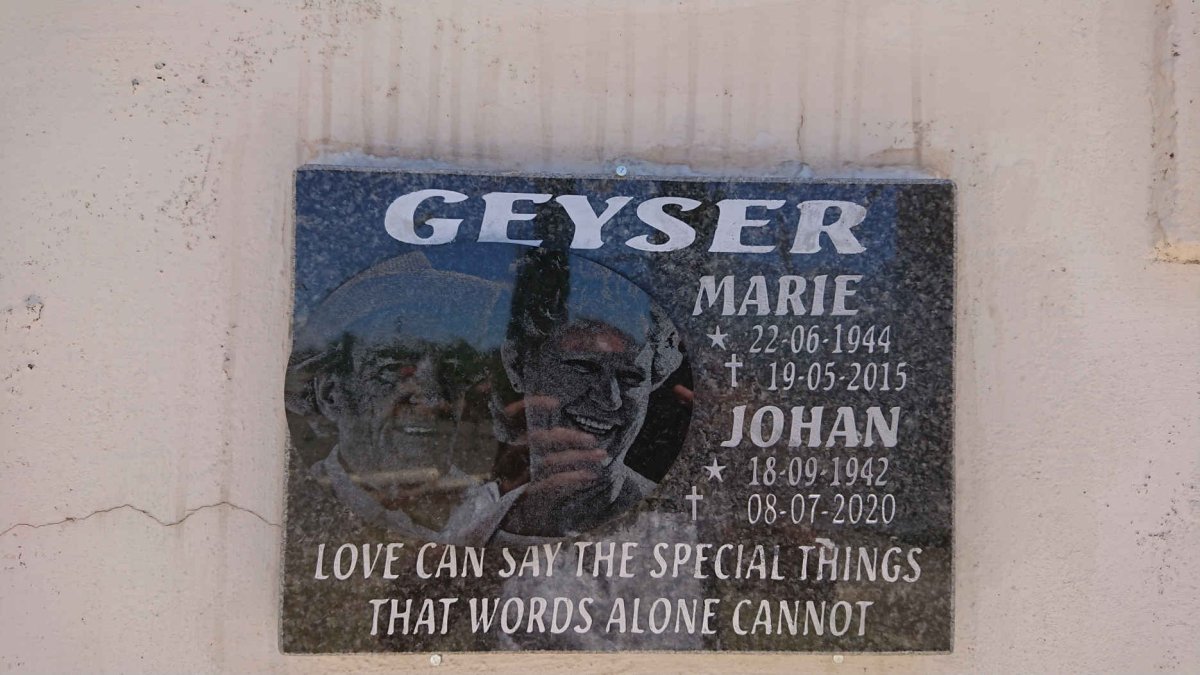 GEYSER
MARIE
★ 22-06-1944
✝ 19-05-2015
JOHAN
★ 18-09-1942
✝ 08-07-2020
LOVE CAN SAY THE SPECIAL THINGS
THAT WORDS ALONE CANNOT